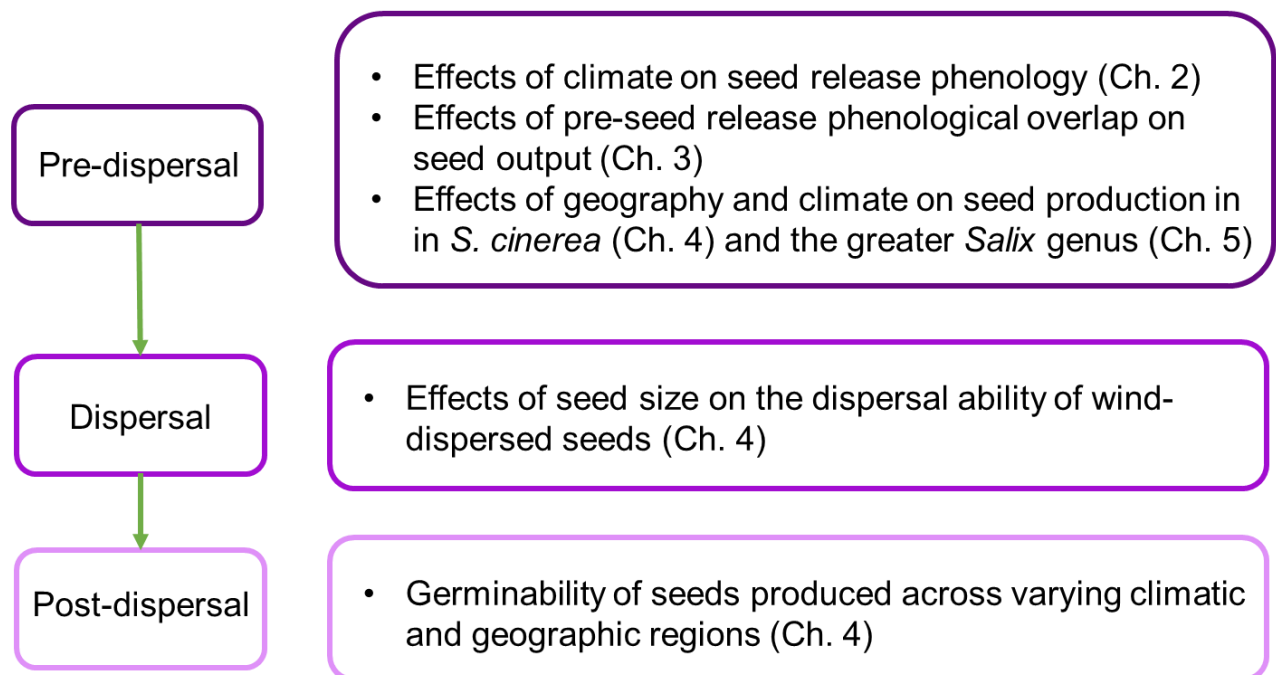 Pre-dispersal
• Effects of climate on seed release phenology (Ch. 2)
• Effects of pre-seed release phenological overlap on
seed output (Ch. 3)
• Effects of geography and climate on seed production in
in S. cinerea (Ch. 4) and the greater Salix genus (Ch. 5)
Dispersal
• Effects of seed size on the dispersal ability of wind-
dispersed seeds (Ch. 4)
Post-dispersal
• Germinability of seeds produced across varying climatic
and geographic regions (Ch. 4)